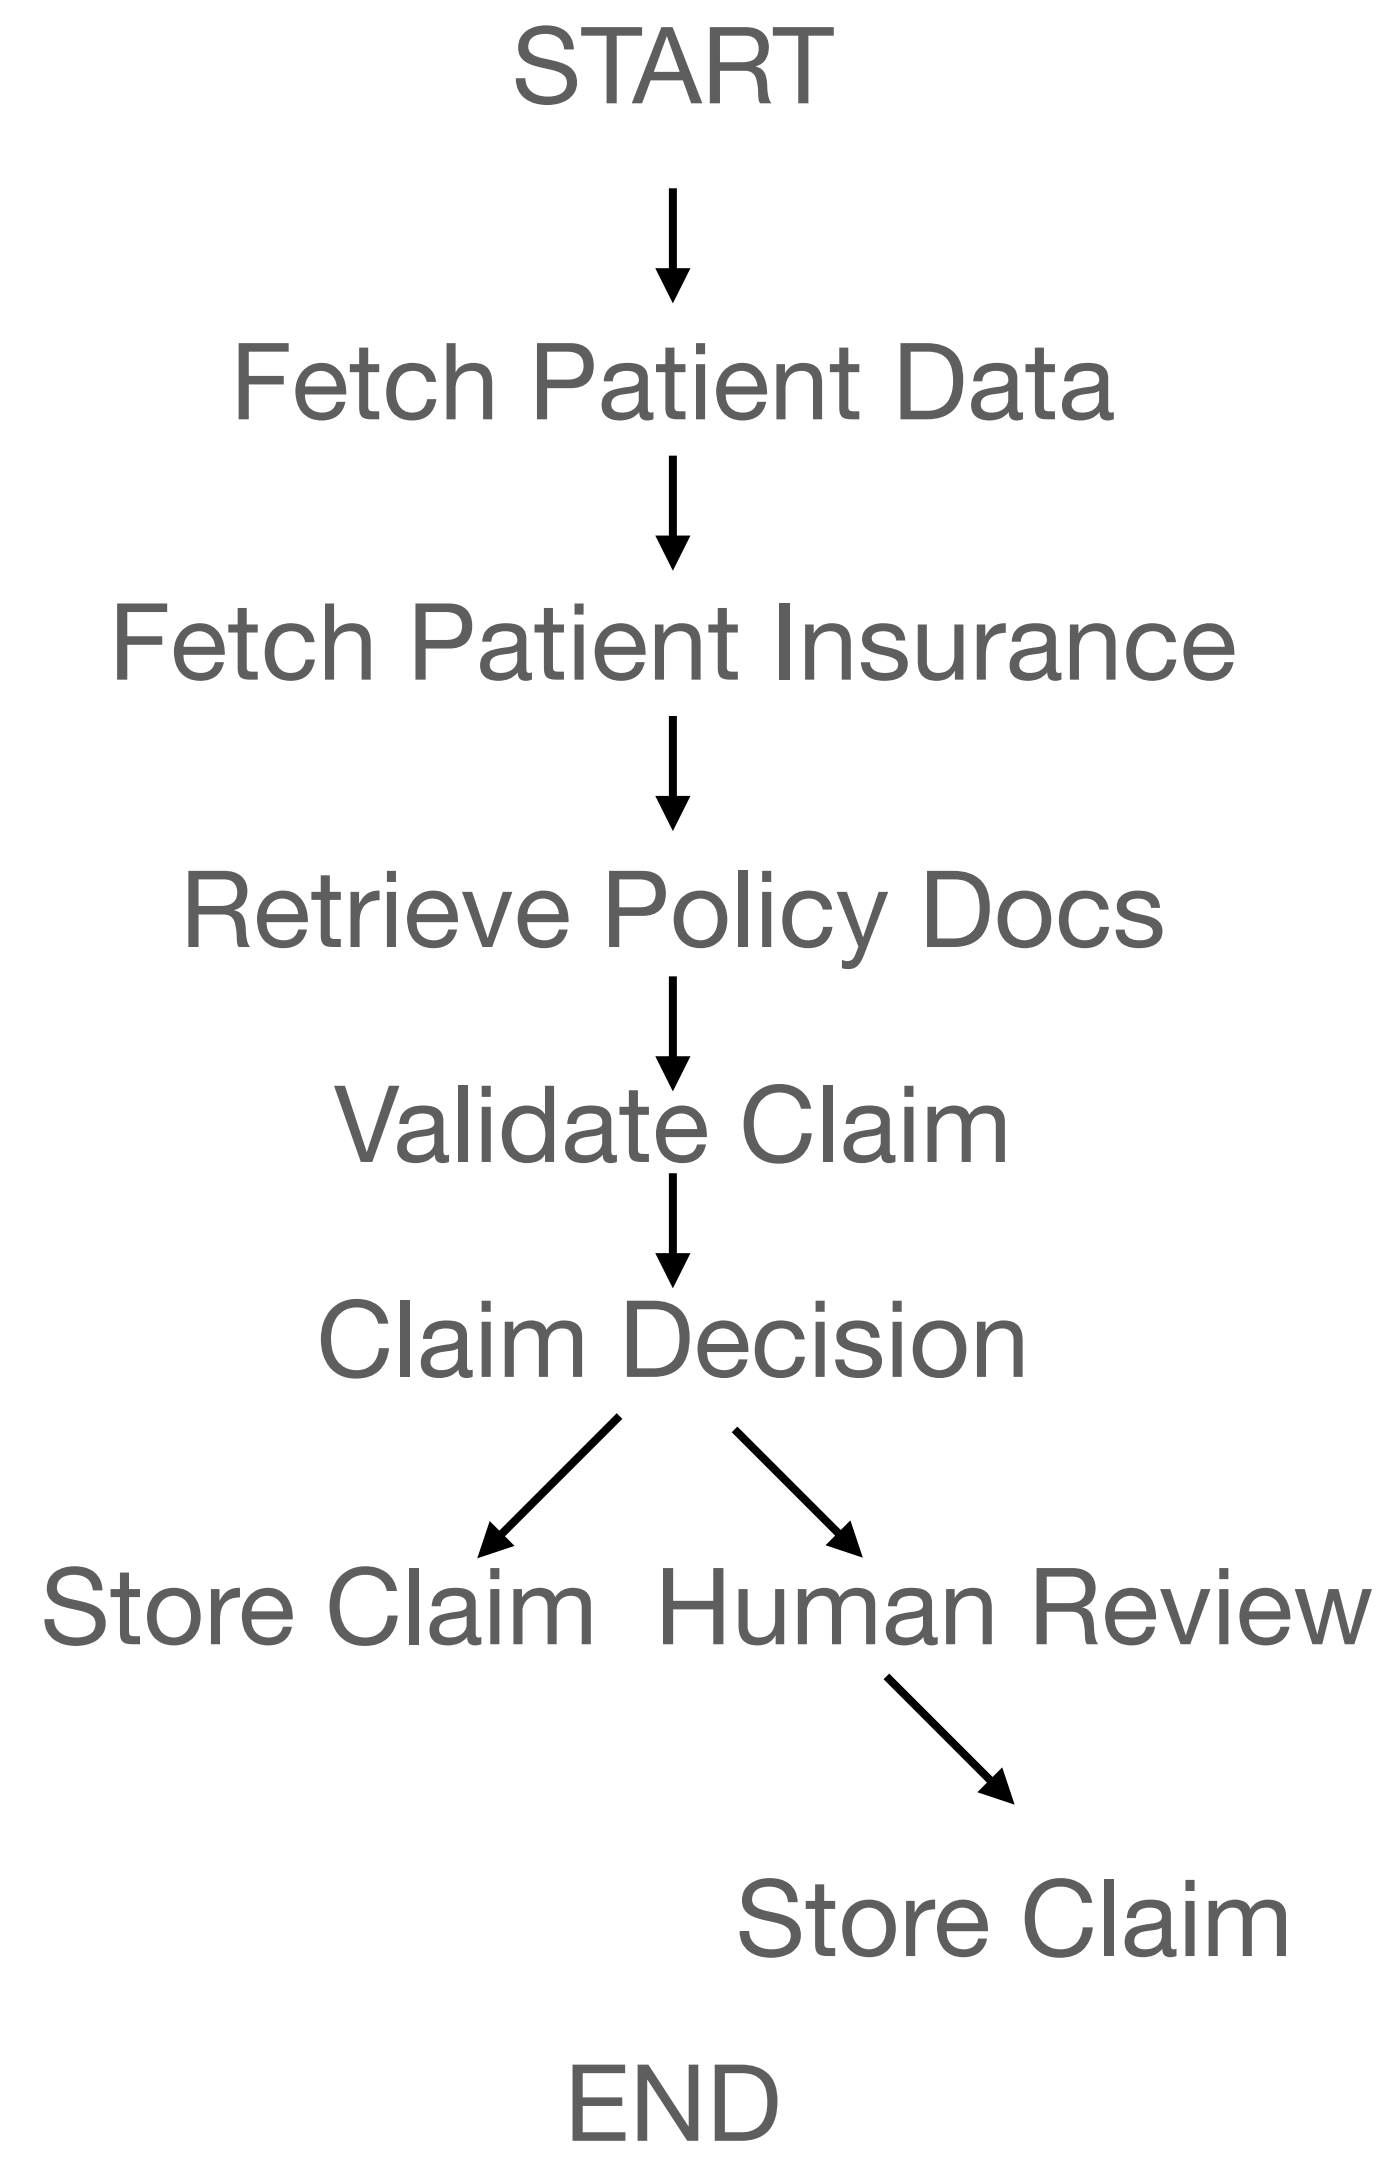 START
Fetch Patient Data
Fetch Patient Insurance
Retrieve Policy Docs
Validate Claim
Claim Decision
Store Claim
Human Review
Store Claim
END